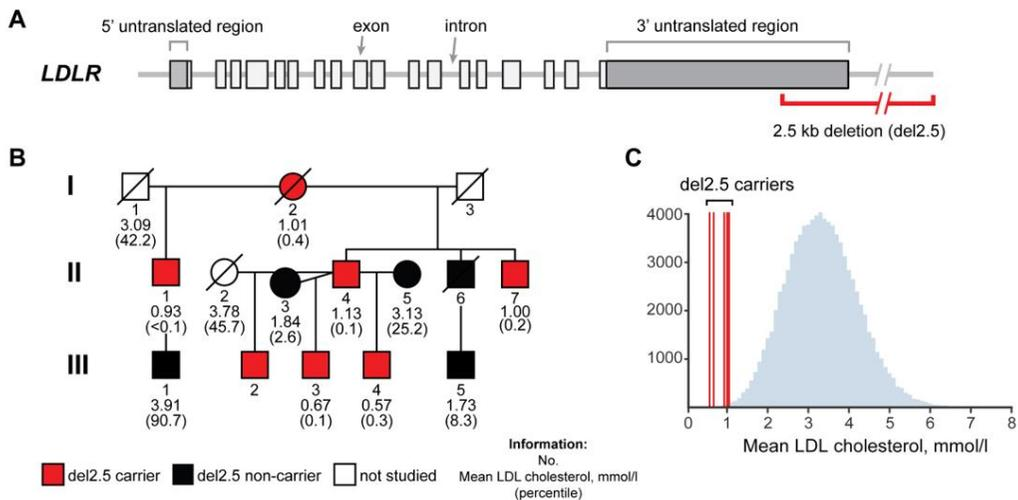 A
5' untranslated region
exon
intron
3' untranslated region
LDLR
2.5 kb deletion (del2.5)
B
I
1
3.09
(42.2)
2
1.01
(0.4)
3
II
1
0.93
(<0.1)
2
3.78
(45.7)
3
1.84
(2.6)
4
1.13
(0.1)
5
3.13
(25.2)
6
7
1.00
(0.2)
III
1
3.91
(90.7)
2
3
0.67
(0.1)
4
0.57
(0.3)
5
1.73
(8.3)
del2.5 carrier
del2.5 non-carrier
not studied
Information:
No.
Mean LDL cholesterol, mmol/l
(percentile)
C
del2.5 carriers
4000
3000
2000
1000
0 1 2 3 4 5 6 7 8
Mean LDL cholesterol, mmol/l